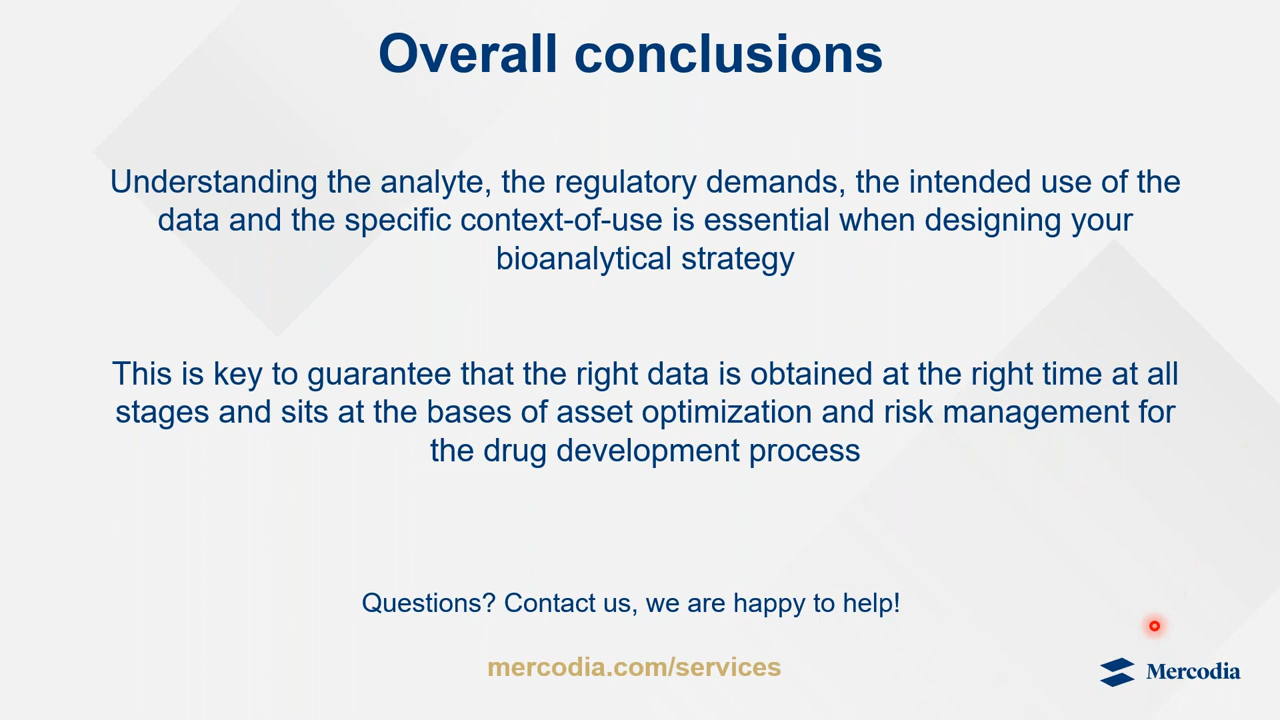 Overall conclusions
Understanding the analyte, the regulatory demands, the intended use of the
data and the specific context-of-use is essential when designing your
bioanalytical strategy
This is key to guarantee that the right data is obtained at the right time at all
stages and sits at the bases of asset optimization and risk management for
the drug development process
Questions? Contact us, we are happy to help!
mercodia.com/services
Mercodia